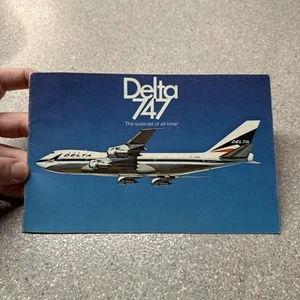 Delta
747
The superjet of all time!
DELTA
DELTA